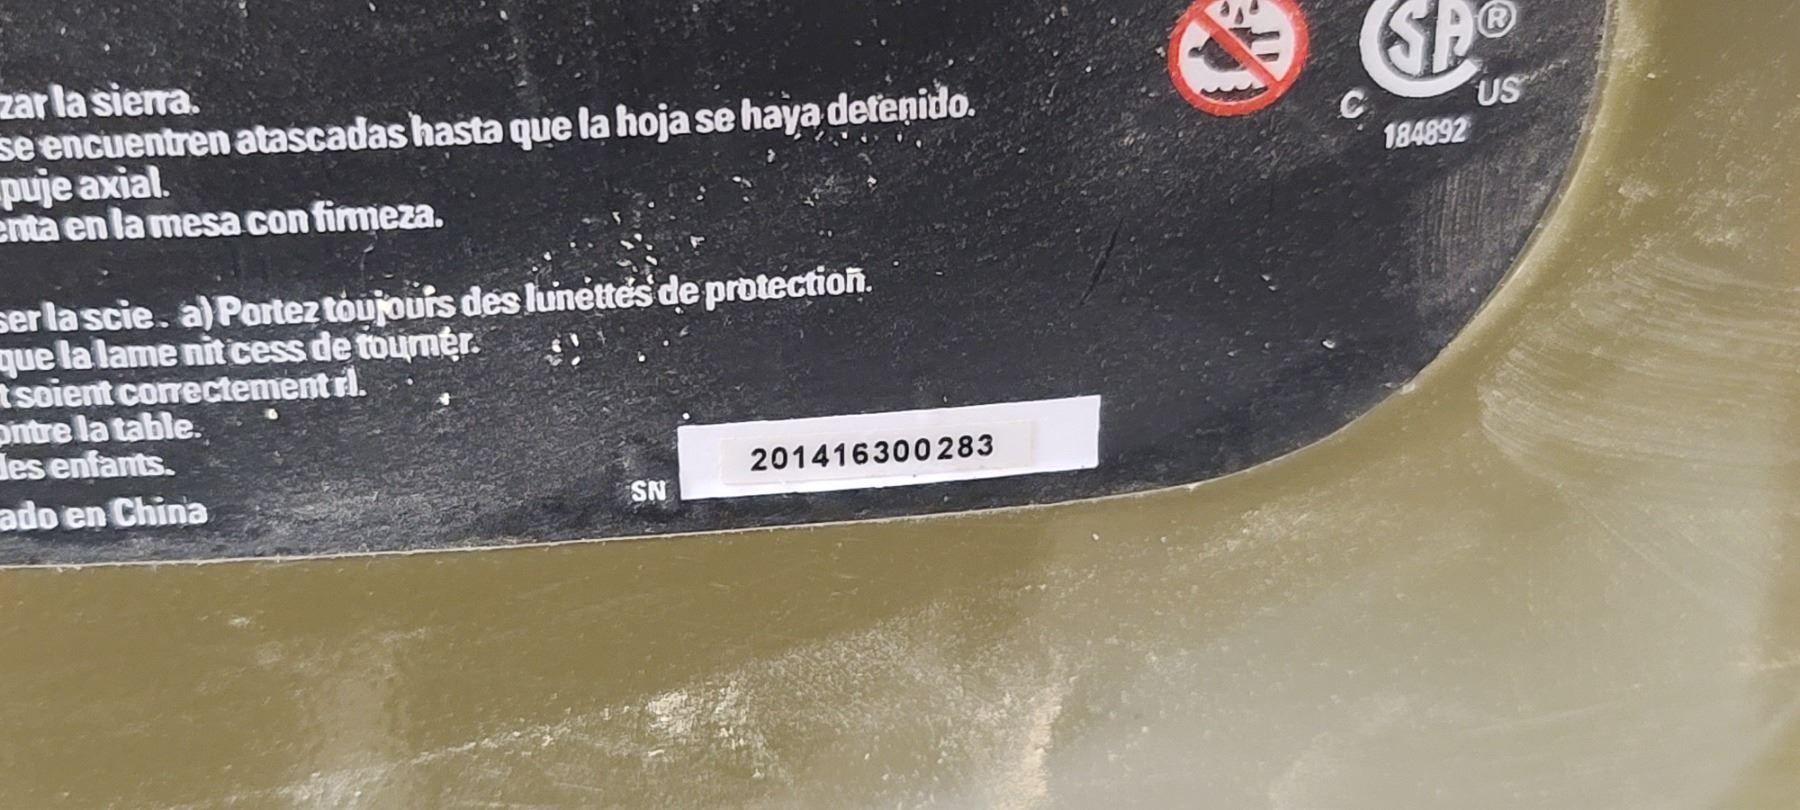 zar la sierra.
se encuentren atascadas hasta que la hoja se haya detenido.
puje axial.
enta en la mesa con firmeza.
ser la scie. a) Portez toujours des lunettes de protection.
que la lame nit cess de tourner.
t soient correctement rl.
ontre la table.
les enfants.
ado en China
SA®
C US
184892
SN 201416300283